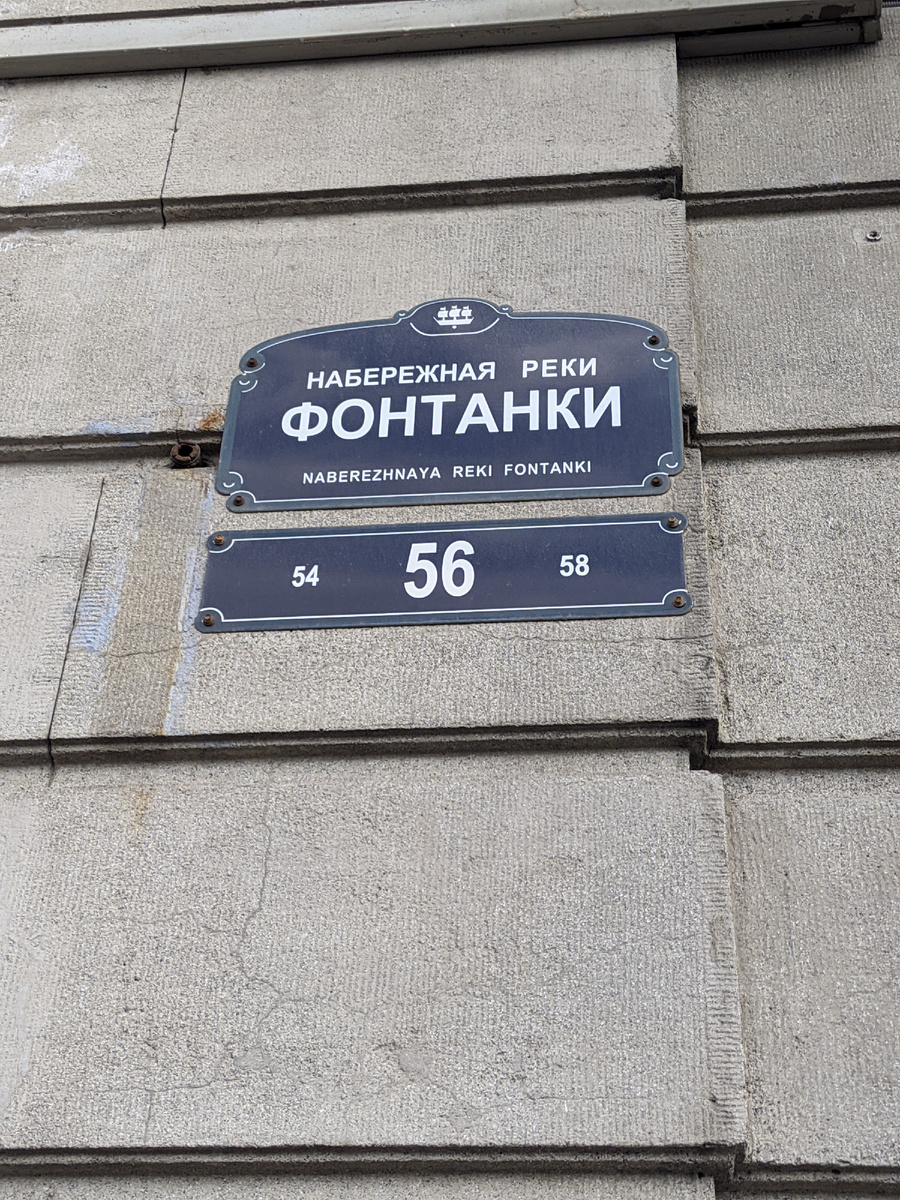 НАБЕРЕЖНАЯ РЕКИ
ФОНТАНКИ
NABEREZHNAYA REKI FONTANKI
54 56 58